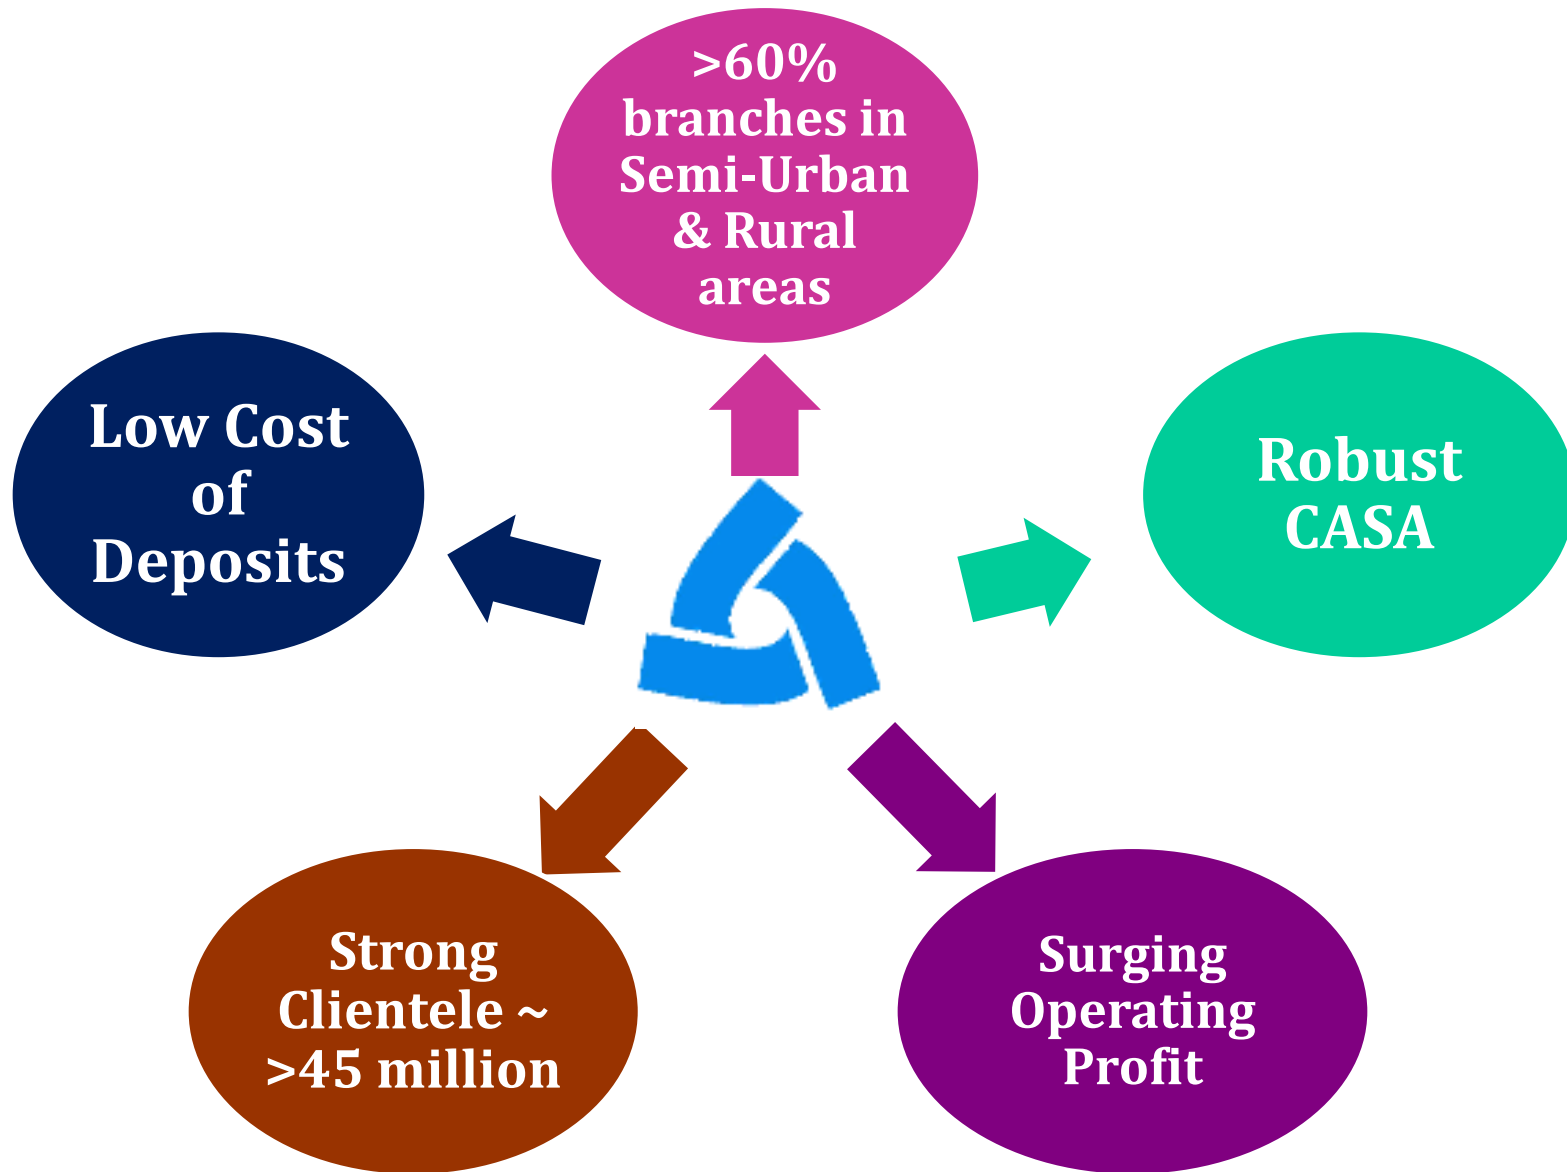 >60%
branches in
Semi-Urban
& Rural
areas
Low Cost
of
Deposits
Robust
CASA
Strong
Clientele ~
>45 million
Surging
Operating
Profit